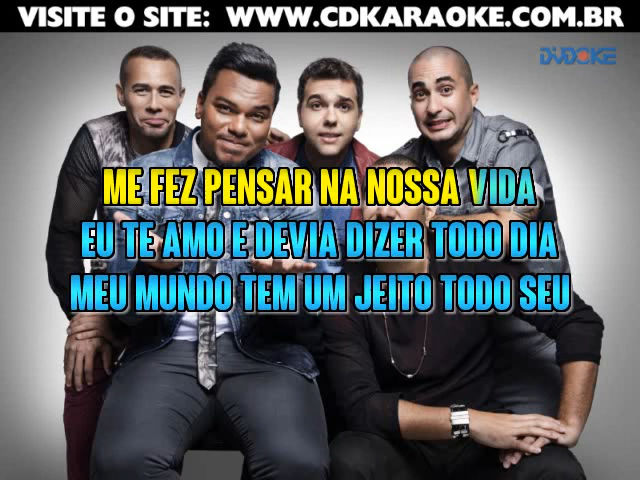 VISITE O SITE: WWW.CDKARAOKE.COM.BR
DVDOKE
ME FEZ PENSAR NA NOSSA VIDA
EU TE AMO E DEVIA DIZER TODO DIA
MEU MUNDO TEM UM JEITO TODO SEU